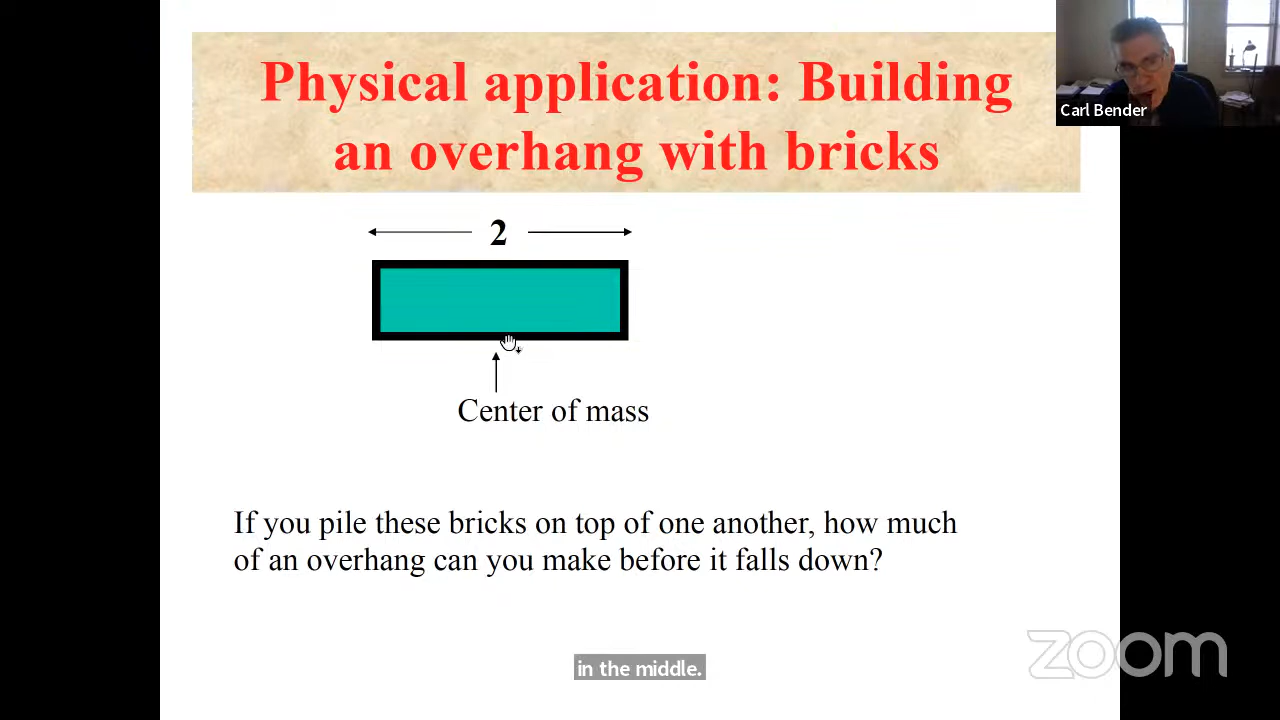 Physical application: Building
an overhang with bricks
Carl Bender
2
Center of mass
If you pile these bricks on top of one another, how much
of an overhang can you make before it falls down?
in the middle.
zoom